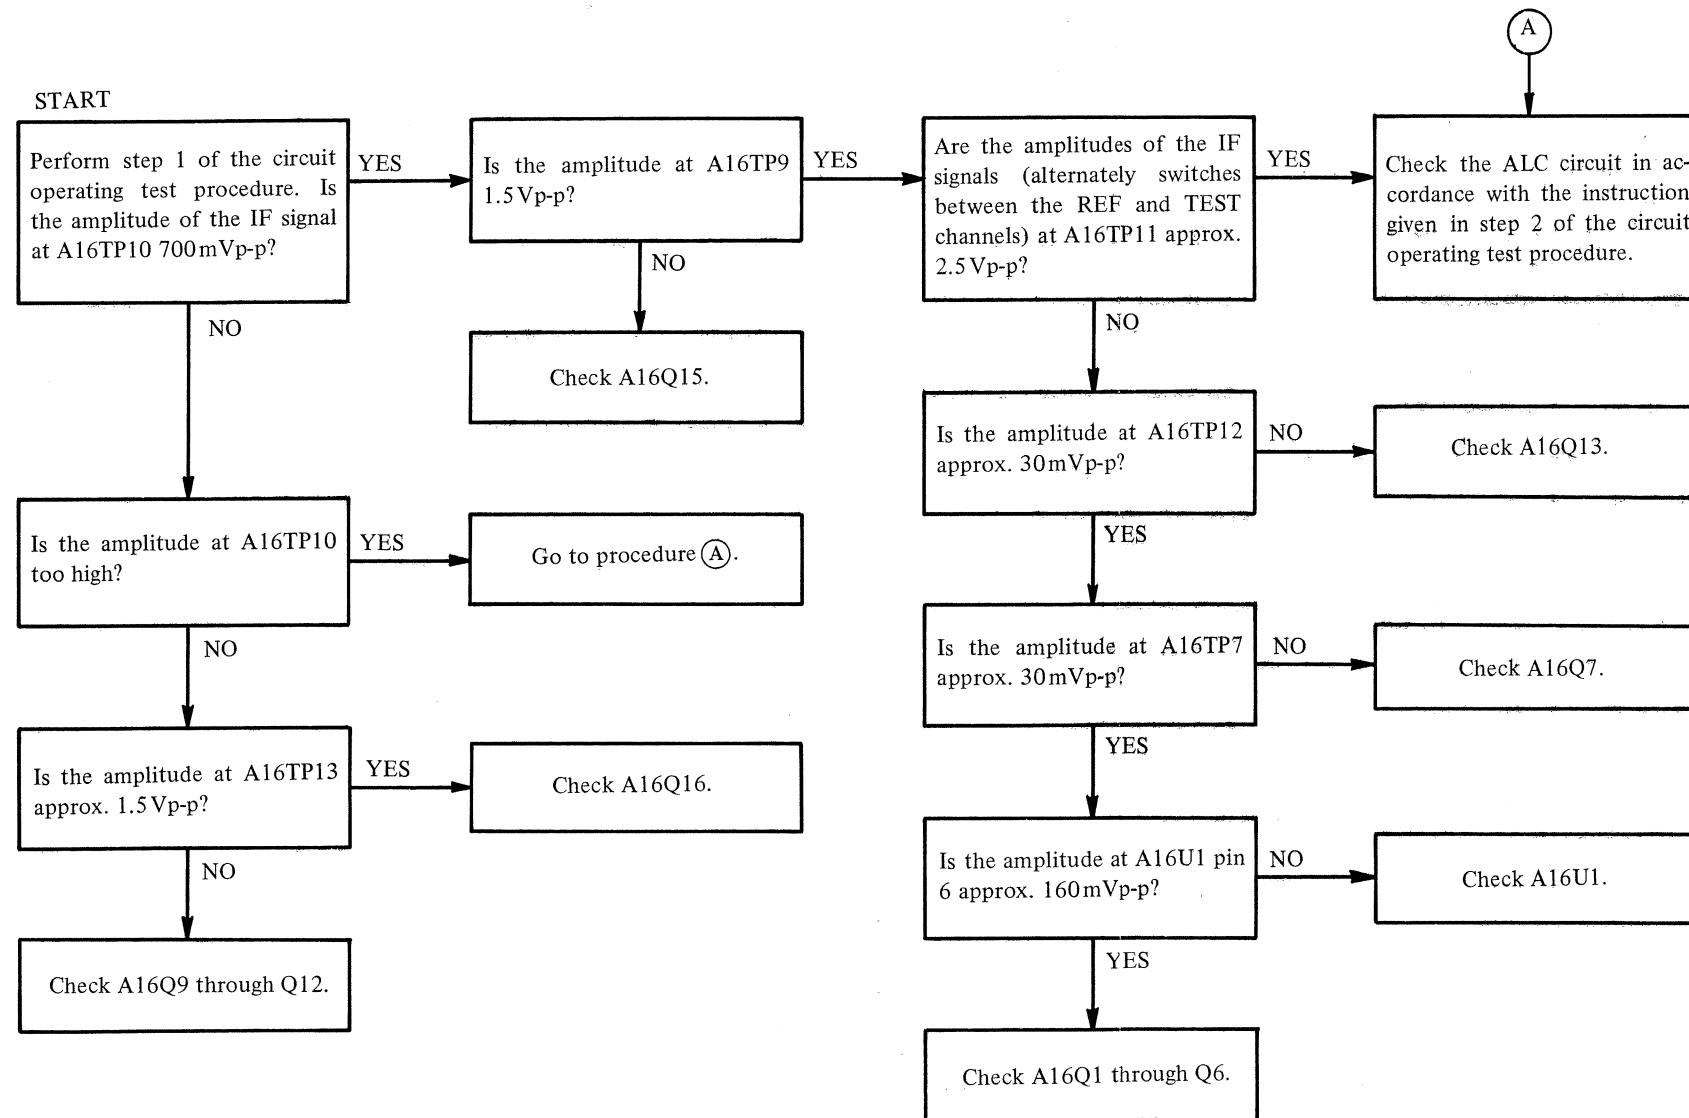 A
START
Perform step 1 of the circuit
operating test procedure. Is
the amplitude of the IF signal
at A16TP10 700mVp-p?
YES
Is the amplitude at A16TP9
1.5Vp-p?
YES
Are the amplitudes of the IF
signals (alternately switches
between the REF and TEST
channels) at A16TP11 approx.
2.5Vp-p?
YES
Check the ALC circuit in ac-
cordance with the instruction
given in step 2 of the circuit
operating test procedure.
NO
NO
NO
Check A16Q15.
Is the amplitude at A16TP12
approx. 30mVp-p?
NO
Check A16Q13.
YES
Is the amplitude at A16TP10
too high?
YES
Go to procedure A.
NO
Is the amplitude at A16TP7
approx. 30mVp-p?
NO
Check A16Q7.
YES
Is the amplitude at A16TP13
approx. 1.5Vp-p?
YES
Check A16Q16.
NO
Is the amplitude at A16U1 pin
6 approx. 160mVp-p?
NO
Check A16U1.
YES
Check A16Q9 through Q12.
Check A16Q1 through Q6.